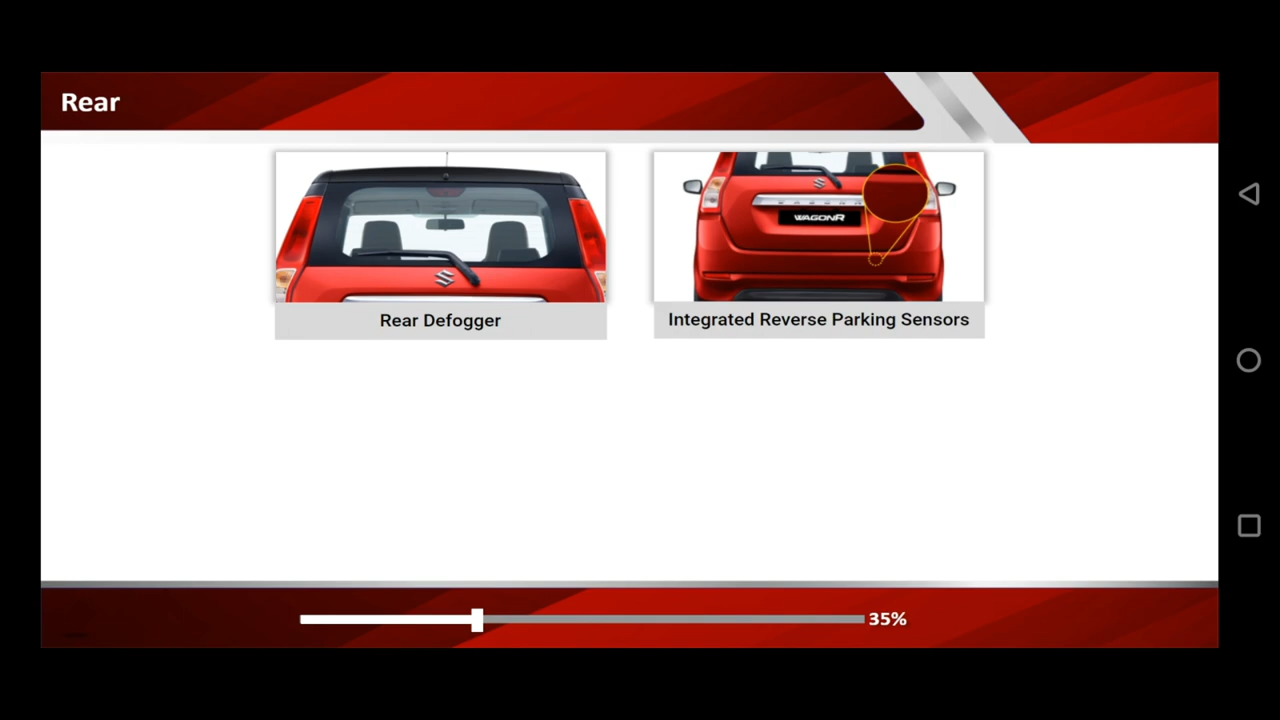 Rear
WAGONR
Rear Defogger
Integrated Reverse Parking Sensors
35%